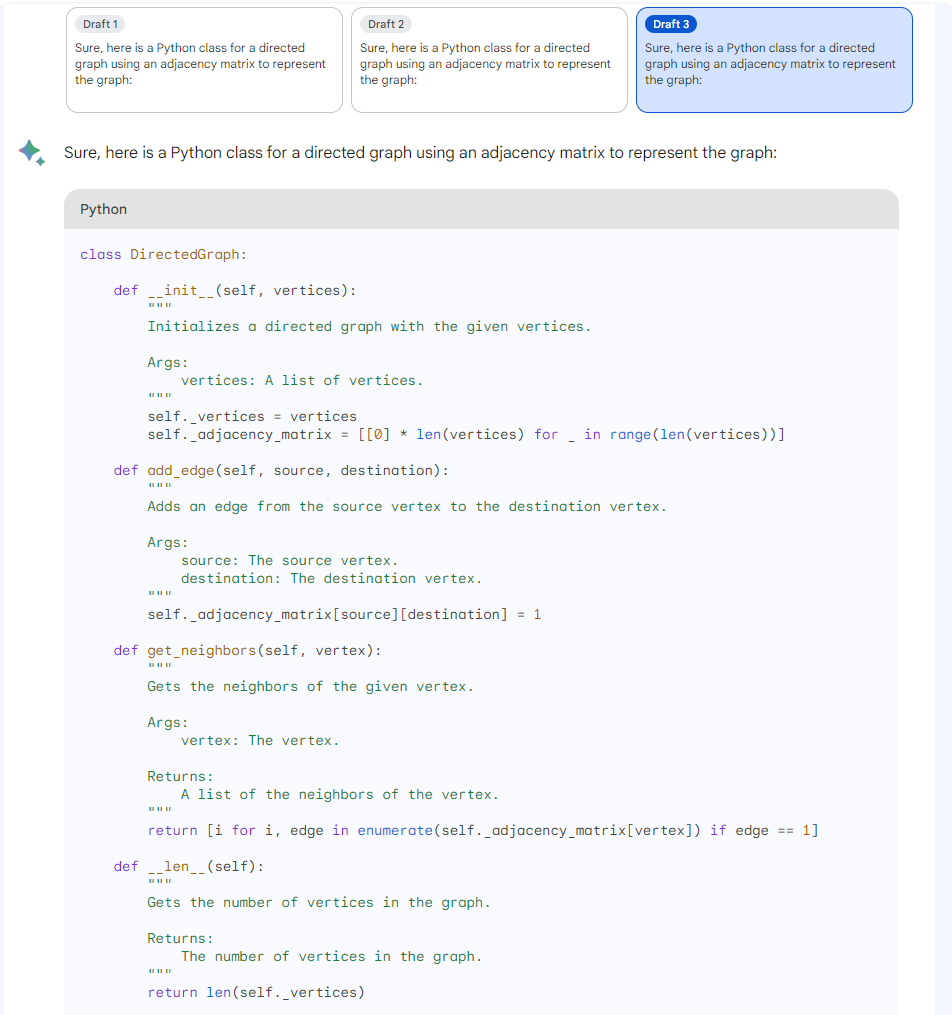 Draft 1
Sure, here is a Python class for a directed
graph using an adjacency matrix to represent
the graph:
Draft 2
Sure, here is a Python class for a directed
graph using an adjacency matrix to represent
the graph:
Draft 3
Sure, here is a Python class for a directed
graph using an adjacency matrix to represent
the graph:
Sure, here is a Python class for a directed graph using an adjacency matrix to represent the graph:
Python
class DirectedGraph:
    def __init__(self, vertices):
        """
        Initializes a directed graph with the given vertices.
        Args:
            vertices: A list of vertices.
        """
        self._vertices = vertices
        self._adjacency_matrix = [[0] * len(vertices) for _ in range(len(vertices))]
    def add_edge(self, source, destination):
        """
        Adds an edge from the source vertex to the destination vertex.
        Args:
            source: The source vertex.
            destination: The destination vertex.
        """
        self._adjacency_matrix[source][destination] = 1
    def get_neighbors(self, vertex):
        """
        Gets the neighbors of the given vertex.
        Args:
            vertex: The vertex.
        Returns:
            A list of the neighbors of the vertex.
        """
        return [i for i, edge in enumerate(self._adjacency_matrix[vertex]) if edge == 1]
    def __len__(self):
        """
        Gets the number of vertices in the graph.
        Returns:
            The number of vertices in the graph.
        """
        return len(self._vertices)